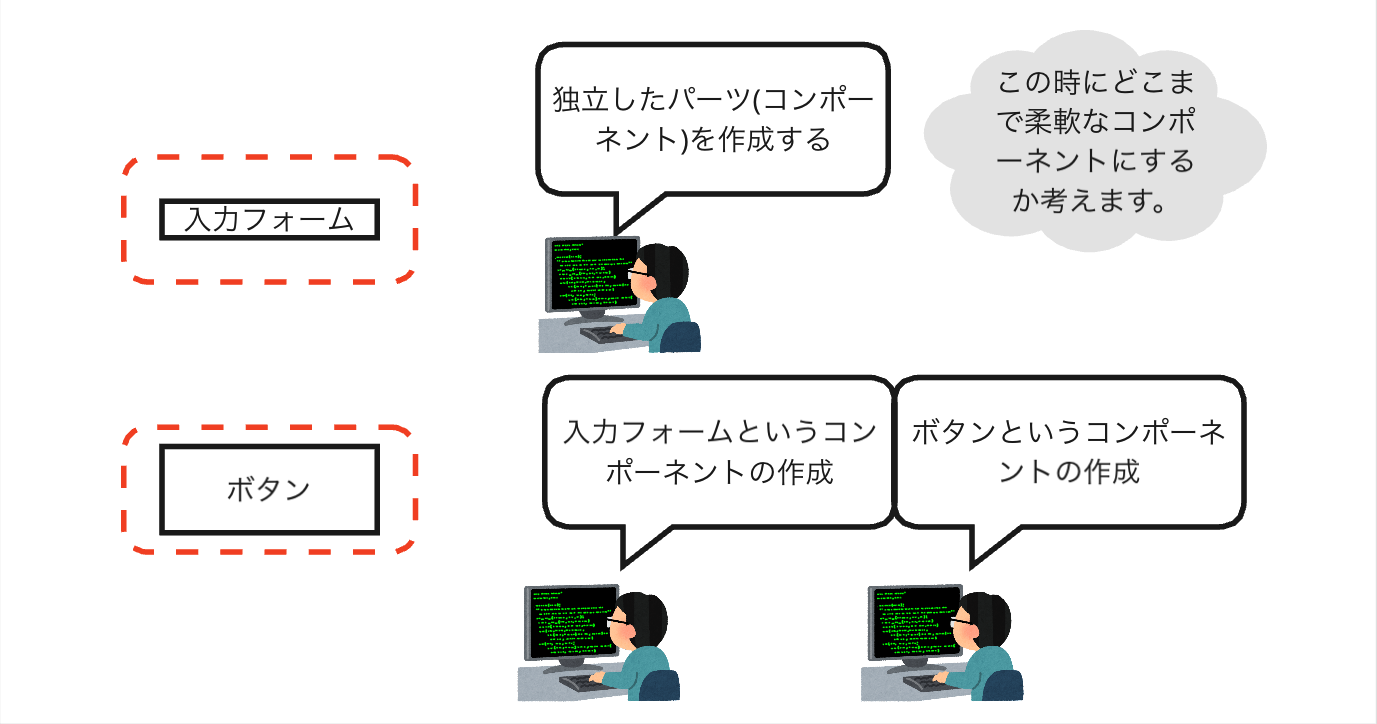 独立したパーツ(コンポー
ネント)を作成する
この時にどこま
で柔軟なコンポ
ーネントにする
か考えます。
入力フォーム
入力フォームというコン
ポーネントの作成
ボタンというコンポーネ
ントの作成
ボタン